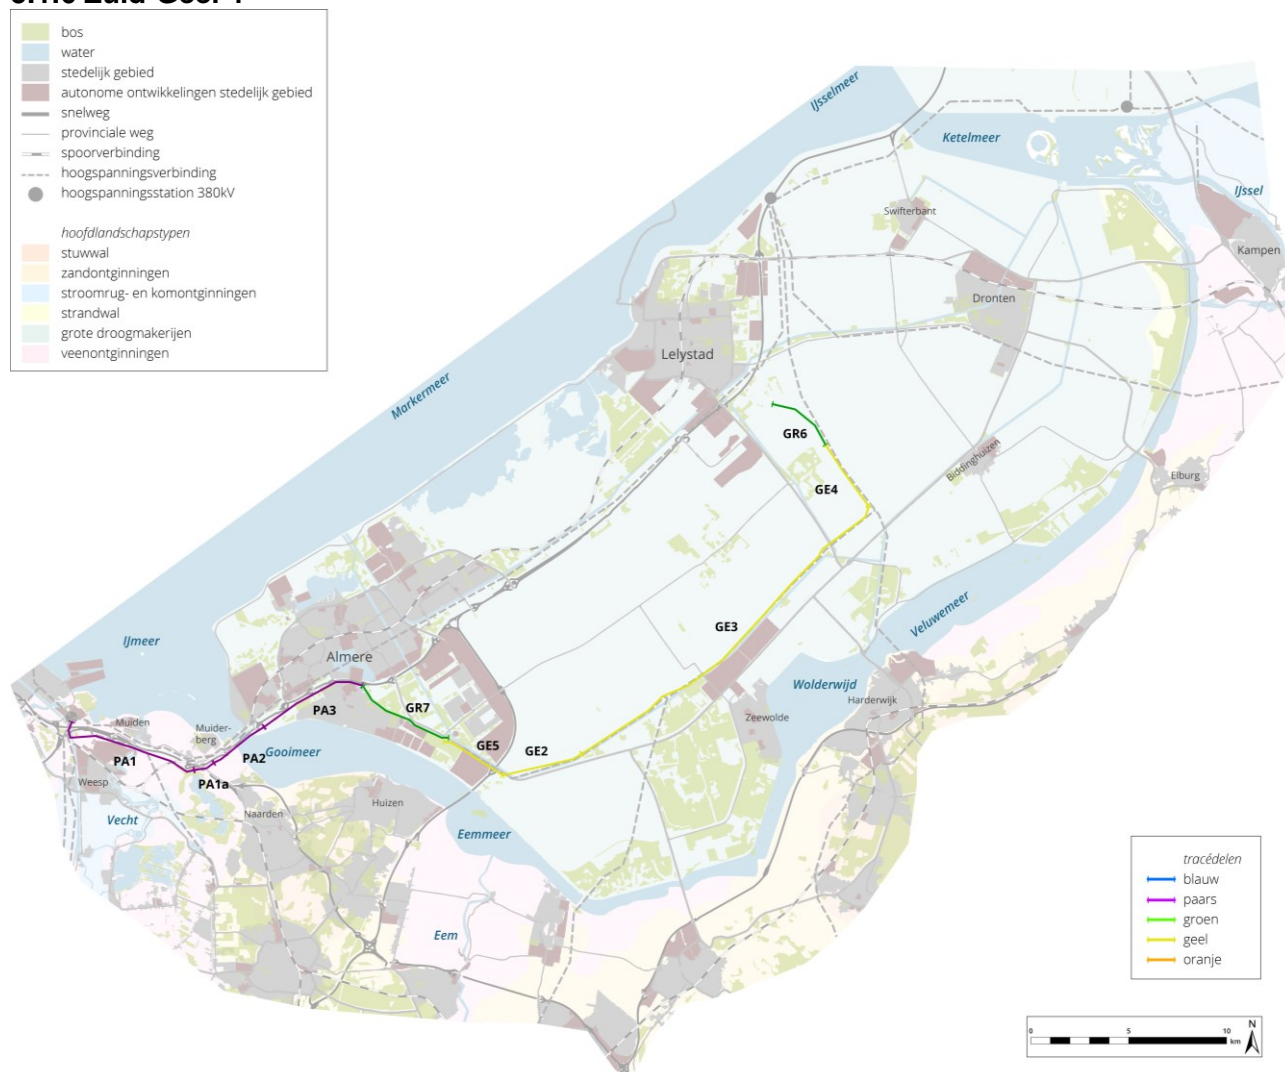 bos
water
stedelijk gebied
autonome ontwikkelingen stedelijk gebied
snelweg
provinciale weg
spoorverbinding
hoogspanningsverbinding
hoogspanningsstation 380kV
hoofdlandschapstypen
stuwwal
zandontginningen
stroomrug- en komontginningen
strandwal
grote droogmakerijen
veenontginningen
IJsselmeer
Ketelmeer
IJssel
Swifterbant
Kampen
Dronten
Lelystad
Markermeer
GR6
Biddinghuizen
Elburg
GE4
Veluwemeer
GE3
IJmeer
Almere
Wolderwijd
Harderwijk
PA3
GR7
Zeewolde
Muiden
Muider-
berg
Gooimeer
GE5
GE2
PA1
PA2
PA1a
Weesp
Naarden
Huizen
Vecht
Eemmeer
Eem
tracédelen
blauw
paars
groen
geel
oranje
0
5
10
km
N